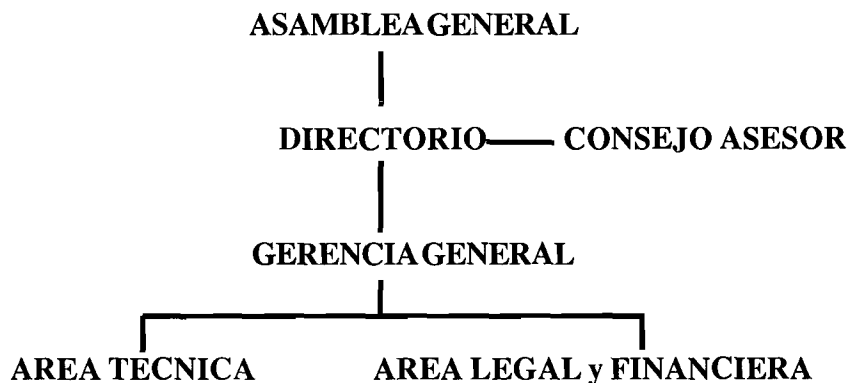 ASAMBLEA GENERAL
DIRECTORIO CONSEJO ASESOR
GERENCIA GENERAL
AREA TECNICA AREA LEGAL y FINANCIERA